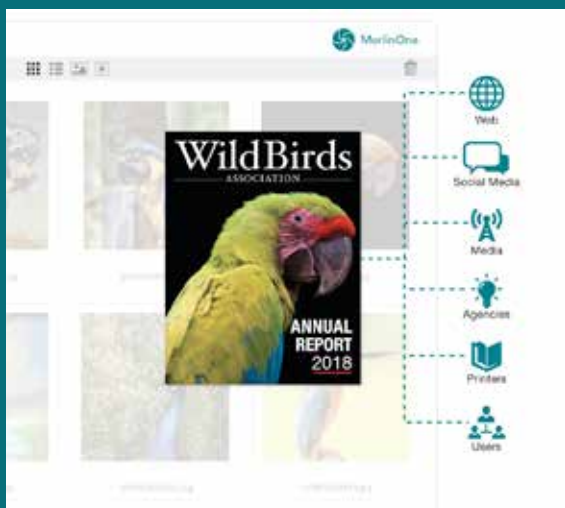 MerlinOne
WildBirds
ASSOCIATION
ANNUAL
REPORT
2018
Web
Social Media
Media
Agencies
Printers
Users